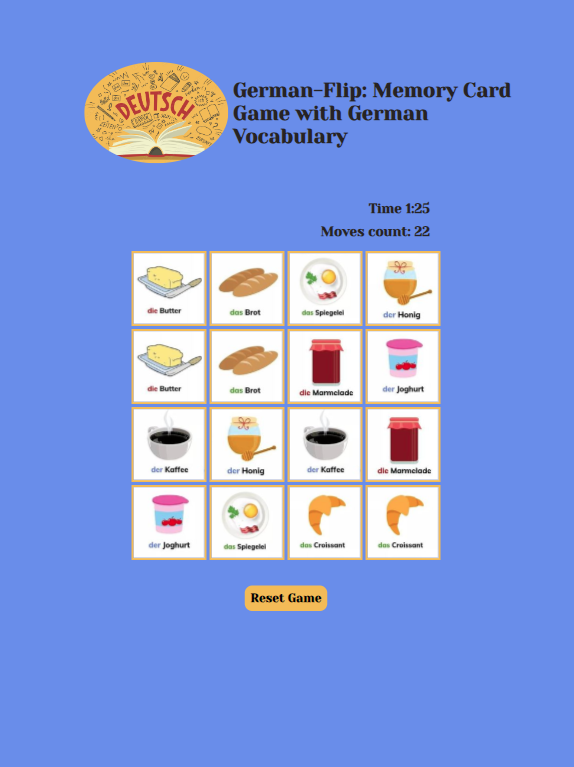 DEUTSCH
German-Flip: Memory Card
Game with German
Vocabulary
Time 1:25
Moves count: 22
die Butter
das Brot
das Spiegelei
der Honig
die Butter
das Brot
die Marmelade
der Joghurt
der Kaffee
der Honig
der Kaffee
die Marmelade
der Joghurt
das Spiegelei
das Croissant
das Croissant
Reset Game